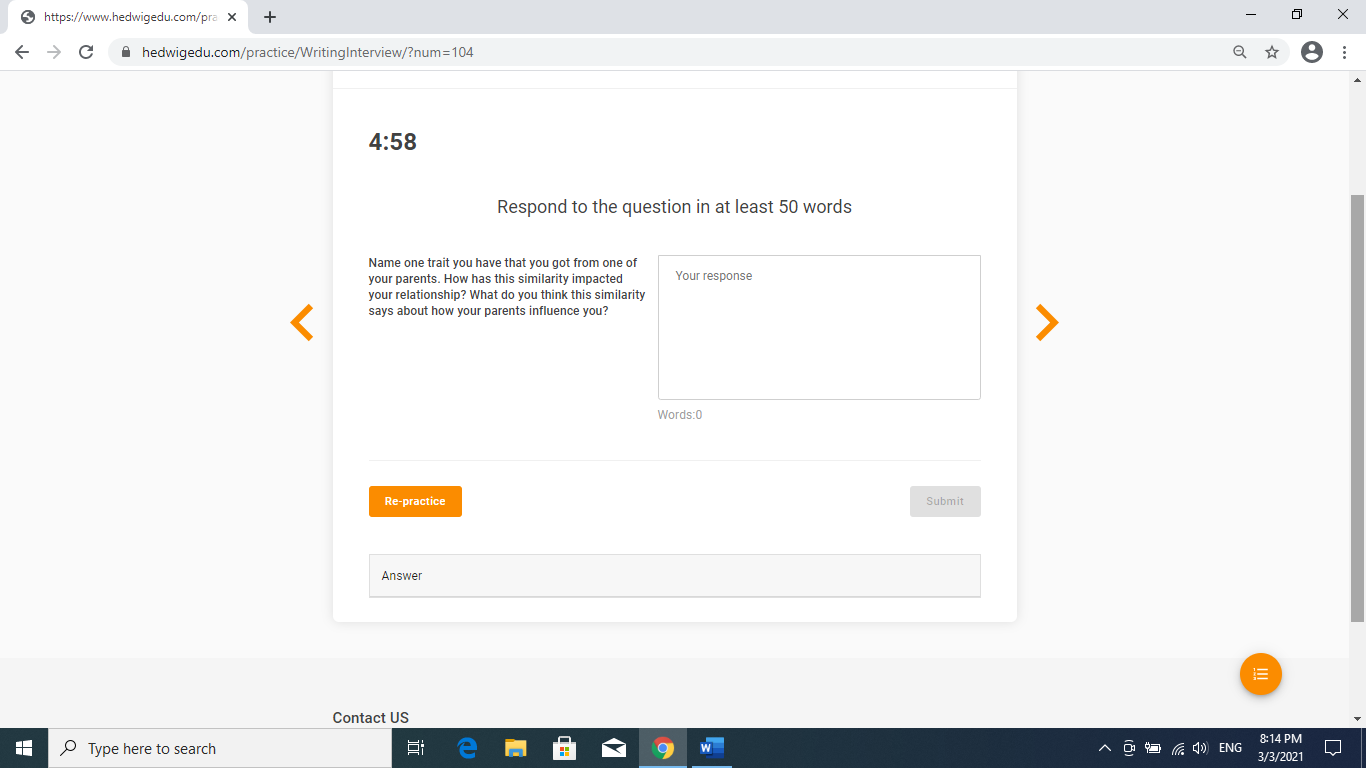 https://www.hedwigedu.com/pra
hedwigedu.com/practice/WritingInterview/?num=104
4:58
Respond to the question in at least 50 words
Name one trait you have that you got from one of
your parents. How has this similarity impacted
your relationship? What do you think this similarity
says about how your parents influence you?
Your response
Words:0
Re-practice
Submit
Answer
Contact US
Type here to search
W
ENG
8:14 PM
3/3/2021